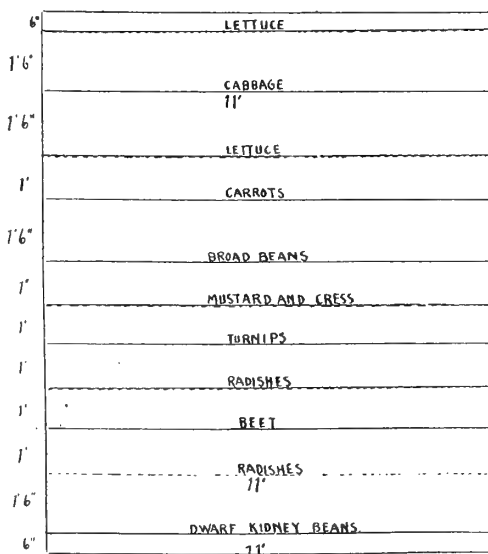 6" LETTUCE
1'6"
CABBAGE
11'
1'6"
LETTUCE
1'
CARROTS
1'6"
BROAD BEANS
1"
MUSTARD AND CRESS
1'
TURNIPS
1'
RADISHES
1'
BEET
1'
RADISHES
11'
1'6"
DWARF KIDNEY BEANS
6" 11'